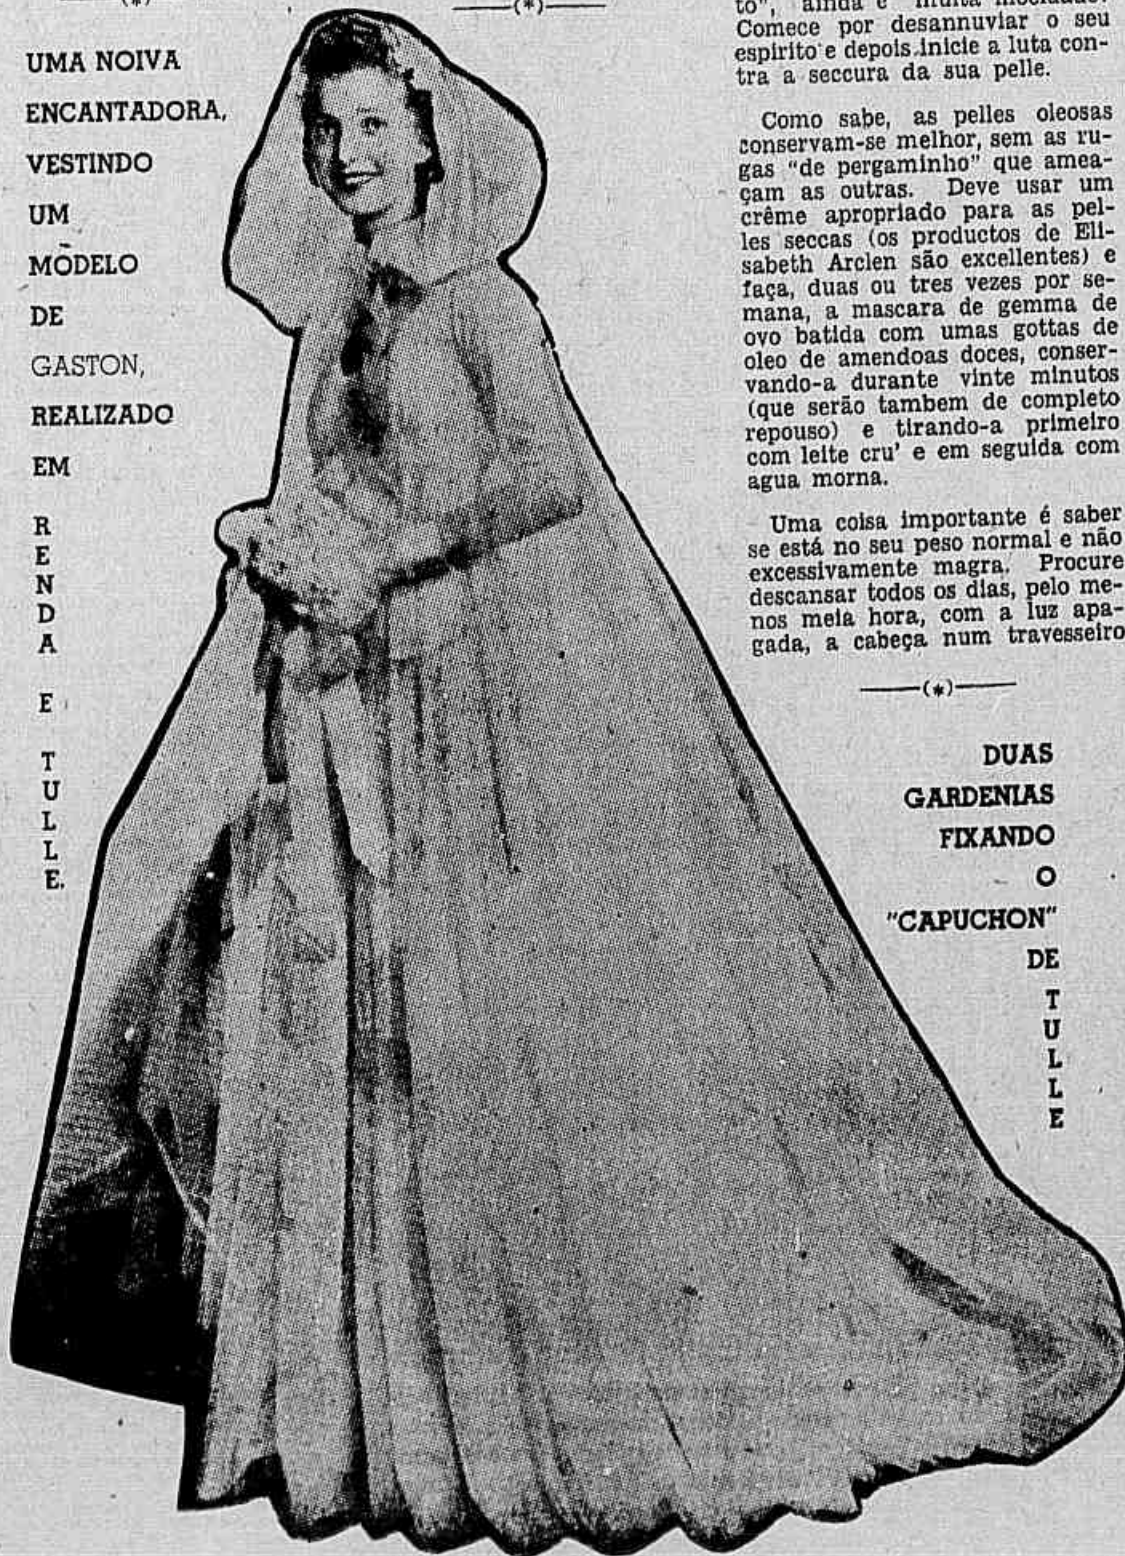 UMA NOIVA
ENCANTADORA,
VESTINDO
UM
MODELO
DE
GASTON,
REALIZADO
EM
RENDA E TULLE.
to", ainda é muita
Comece por desannuviar o seu
espirito e depois inicie a luta con-
tra a seccura da sua pelle.
Como sabe, as pelles oleosas
conservam-se melhor, sem as ru-
gas "de pergaminho" que amea-
çam as outras. Deve usar um
crême apropriado para as pel-
les seccas (os productos de Eli-
sabeth Arclen são excellentes) e
faça, duas ou tres vezes por se-
mana, a mascara de gemma de
ovo batida com umas gottas de
oleo de amendoas doces, conser-
vando-a durante vinte minutos
(que serão tambem de completo
repouso) e tirando-a primeiro
com leite cru' e em seguida com
agua morna.
Uma coisa importante é saber
se está no seu peso normal e não
excessivamente magra. Procure
descansar todos os dias, pelo me-
nos meia hora, com a luz apa-
gada, a cabeça num travesseiro
——(*)——
DUAS
GARDENIAS
FIXANDO
O
"CAPUCHON"
DE
TULLE